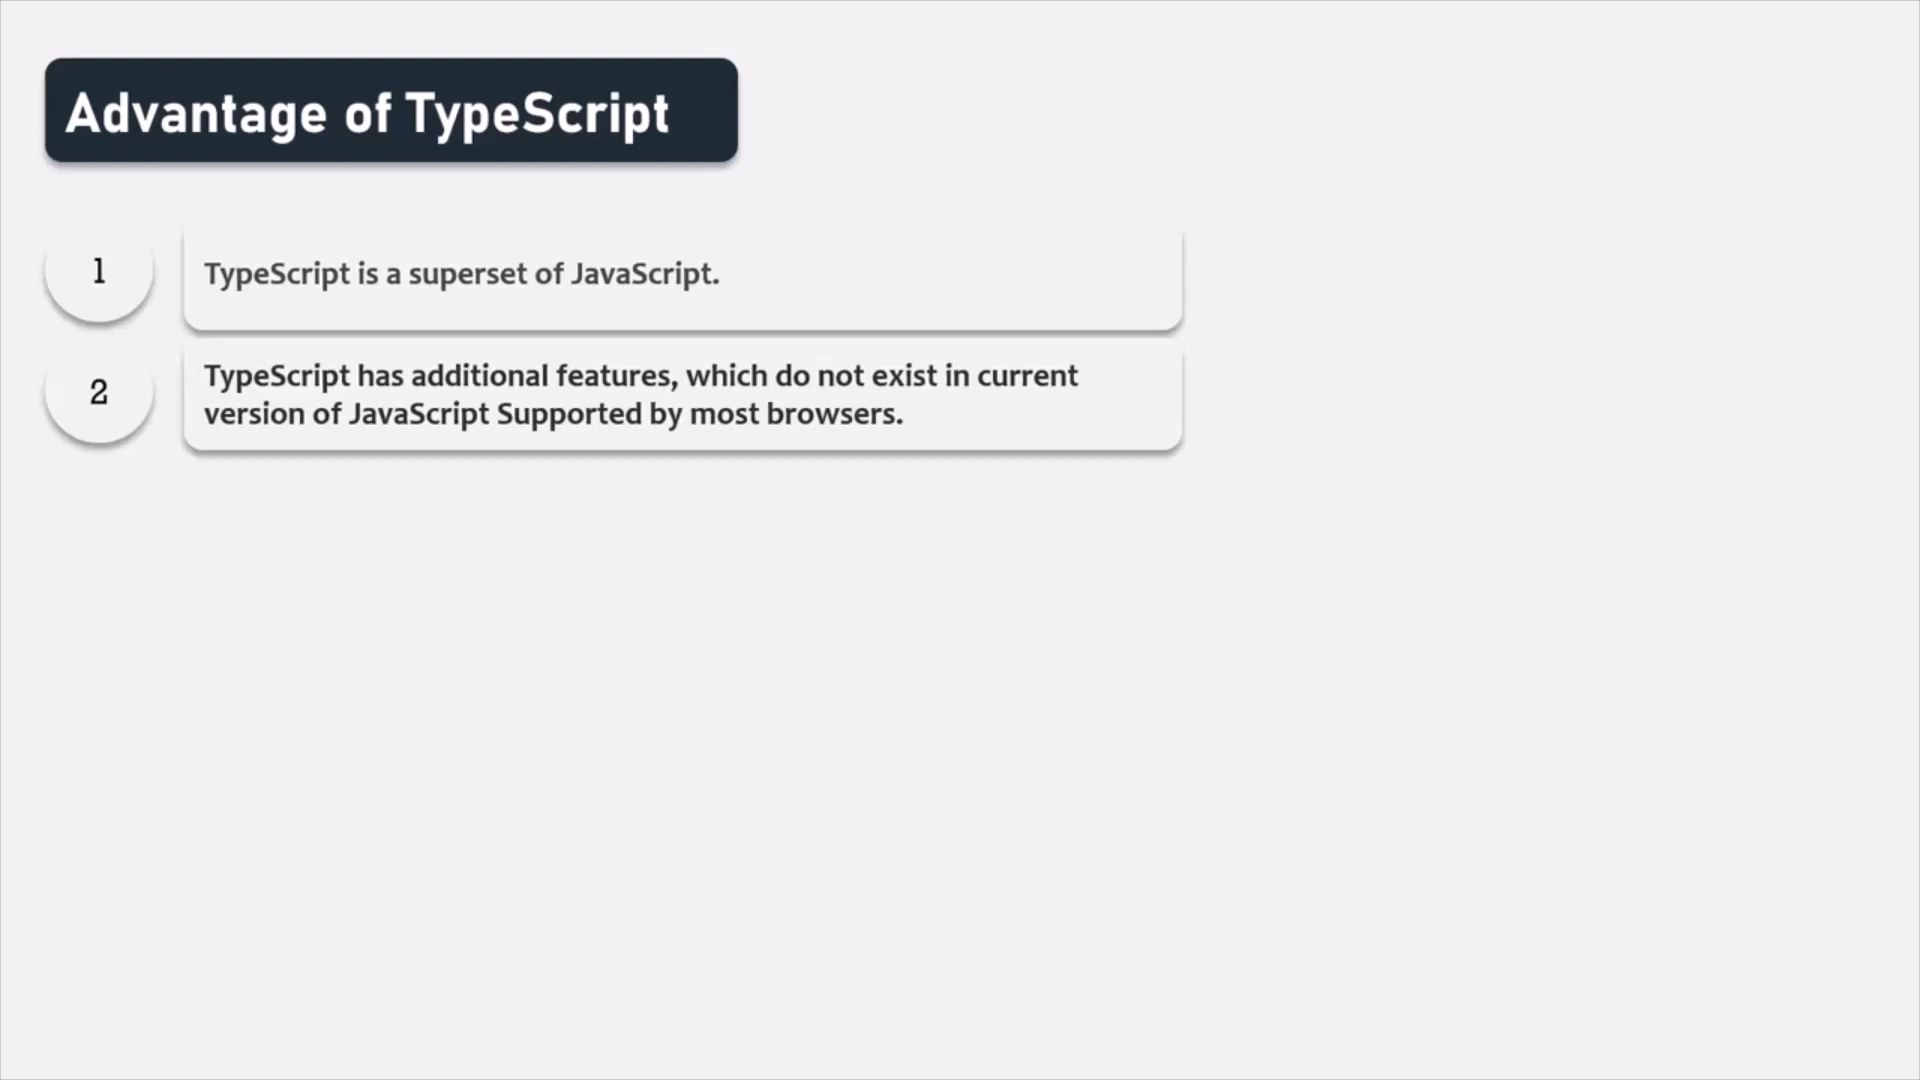 Advantage of TypeScript
1
TypeScript is a superset of JavaScript.
2
TypeScript has additional features, which do not exist in current
version of JavaScript Supported by most browsers.